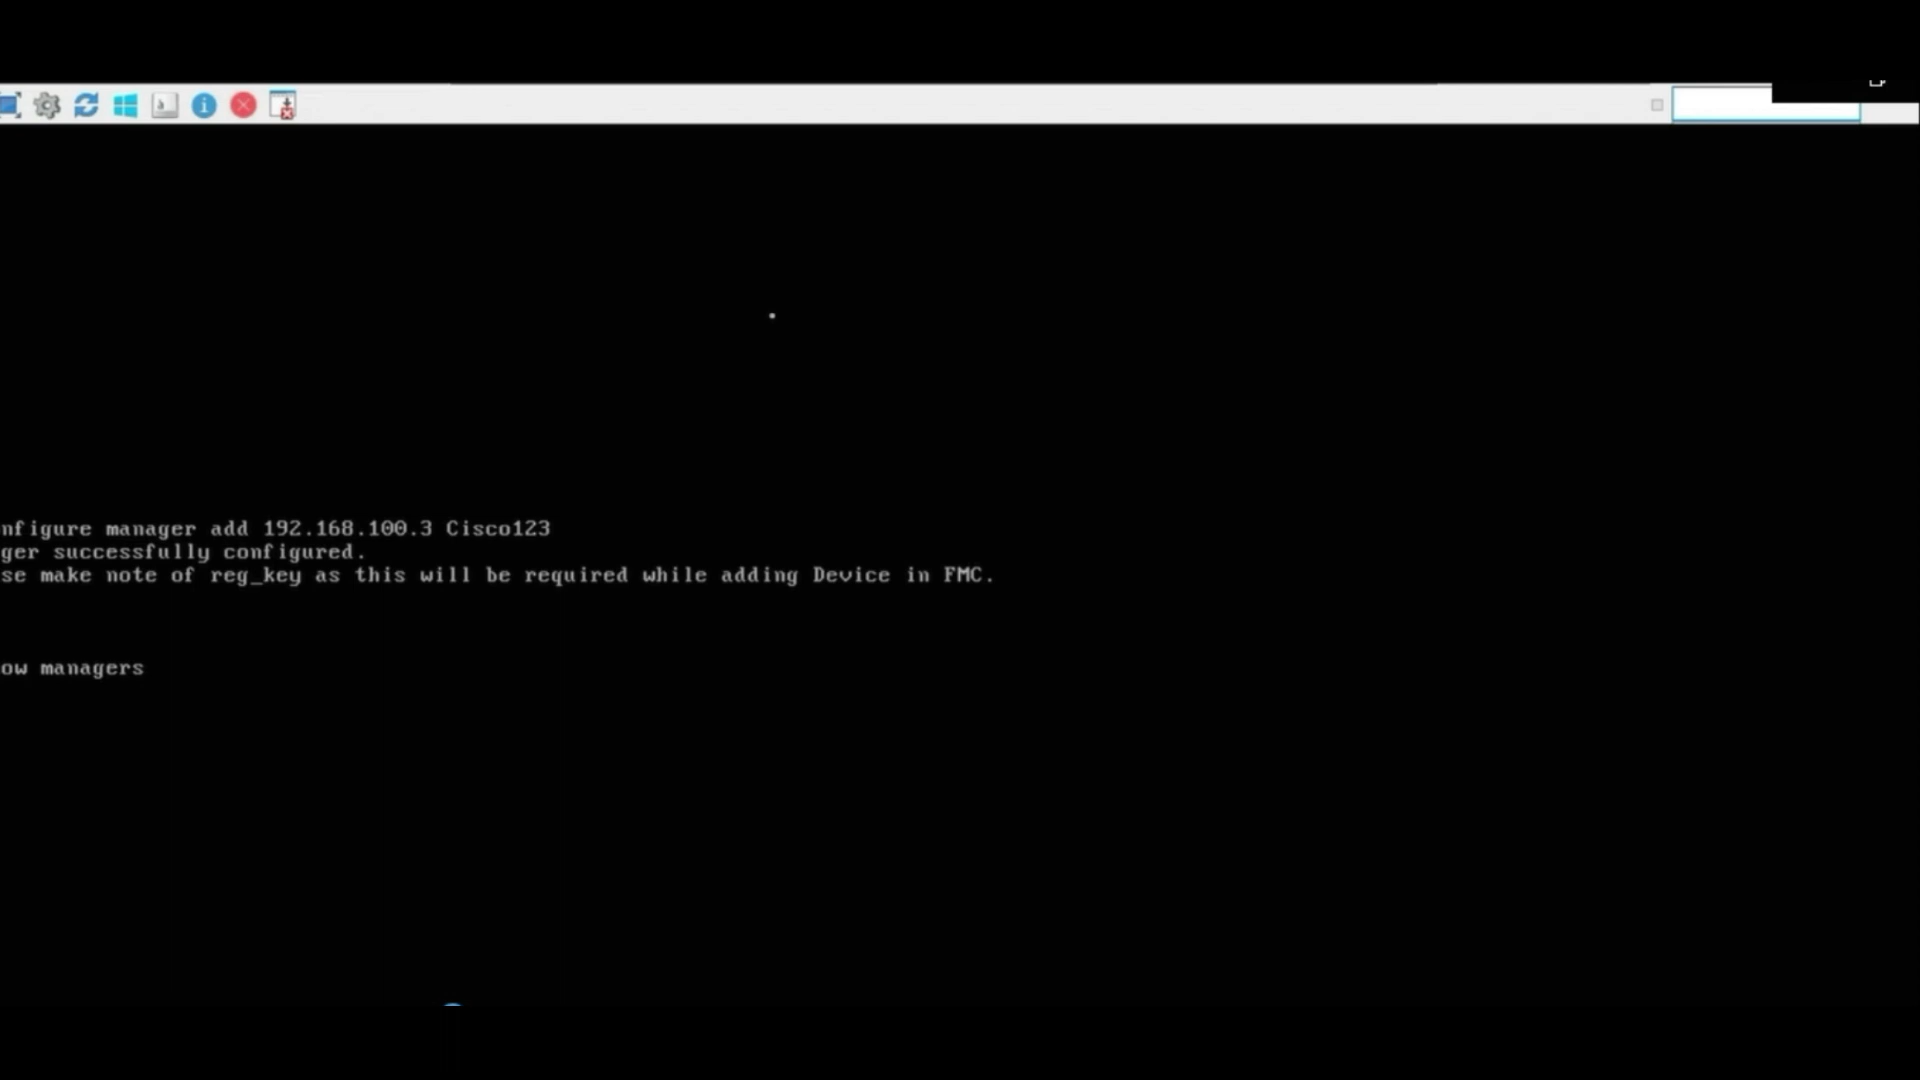 nfigure manager add 192.168.100.3 Cisco123
ger successfully configured.
se make note of reg_key as this will be required while adding Device in FMC.
ow managers